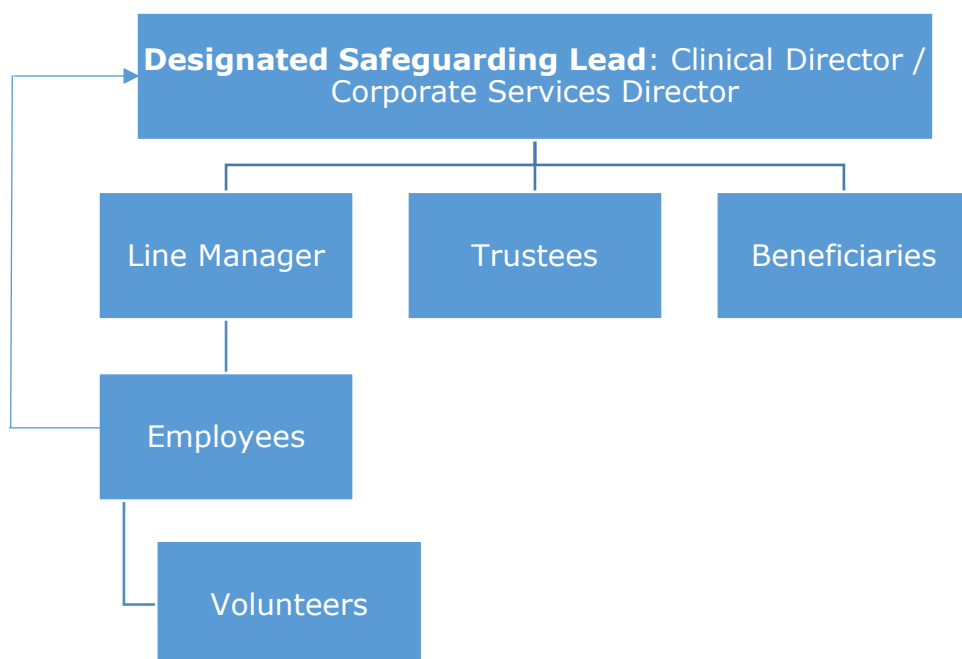 Designated Safeguarding Lead: Clinical Director /
Corporate Services Director
Line Manager
Trustees
Beneficiaries
Employees
Volunteers